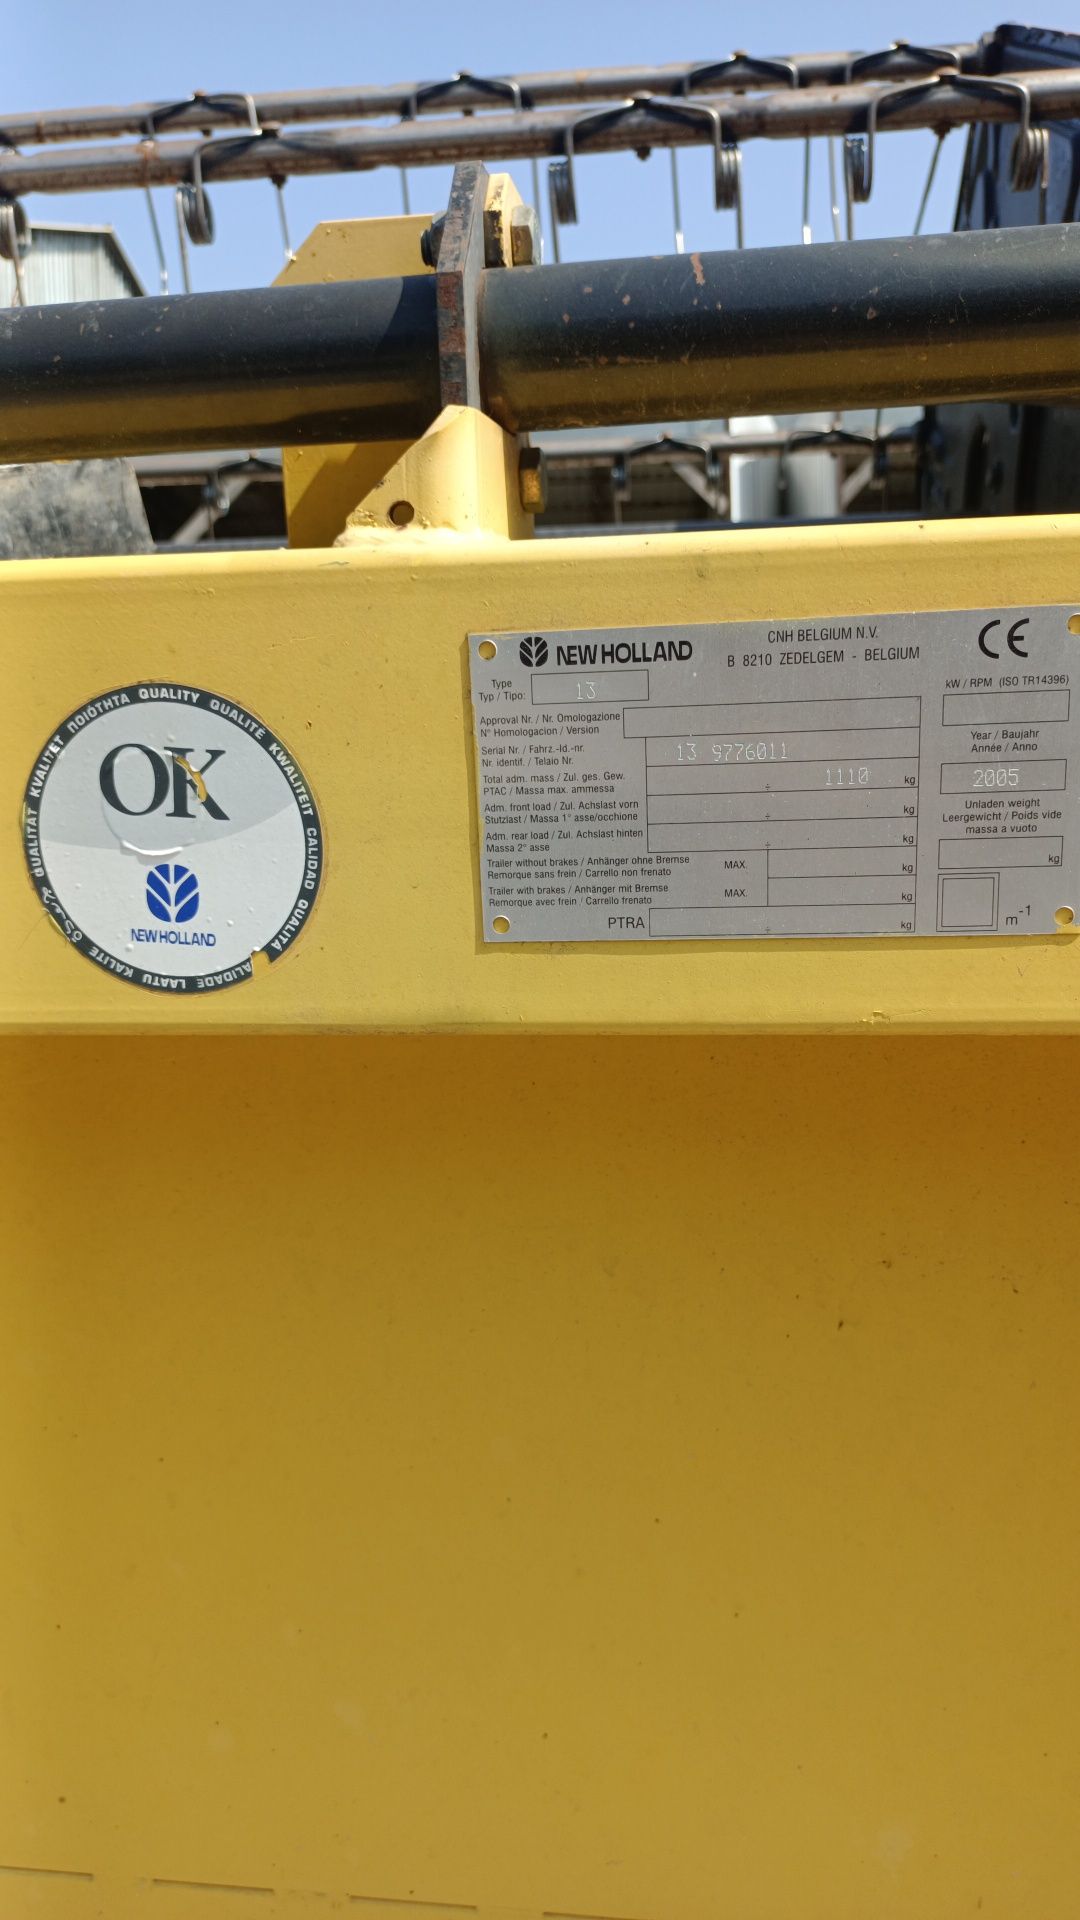 NEW HOLLAND
CNH BELGIUM N.V.
B 8210 ZEDELGEM - BELGIUM
CE
Type
Typ / Tipo:
13
kW / RPM (ISO TR14396)
Approval Nr. / Nr. Omologazione
N° Homologacion / Version
Serial Nr. / Fahrz.-Id.-nr.
Nr. identif. / Telaio Nr.
13 9776011
Year / Baujahr
Année / Anno
2005
Total adm. mass / Zul. ges. Gew.
PTAC / Massa max. ammessa
÷ 1110 kg
Adm. front load / Zul. Achslast vorn
Stutzlast / Massa 1° asse/occhione
÷ kg
Unladen weight
Leergewicht / Poids vide
massa a vuoto
kg
Adm. rear load / Zul. Achslast hinten
Massa 2° asse
÷ kg
Trailer without brakes / Anhänger ohne Bremse
Remorque sans frein / Carrello non frenato
MAX. kg
Trailer with brakes / Anhänger mit Bremse
Remorque avec frein / Carrello frenato
MAX. kg
PTRA ÷ kg
m-1
QUALITÄT KVALITET ΠΟΙΌΤΗΤΑ QUALITY QUALITÉ KWALITEIT CALIDAD QUALITÁ
ALIDADE LAATU KALITE
OK
NEW HOLLAND